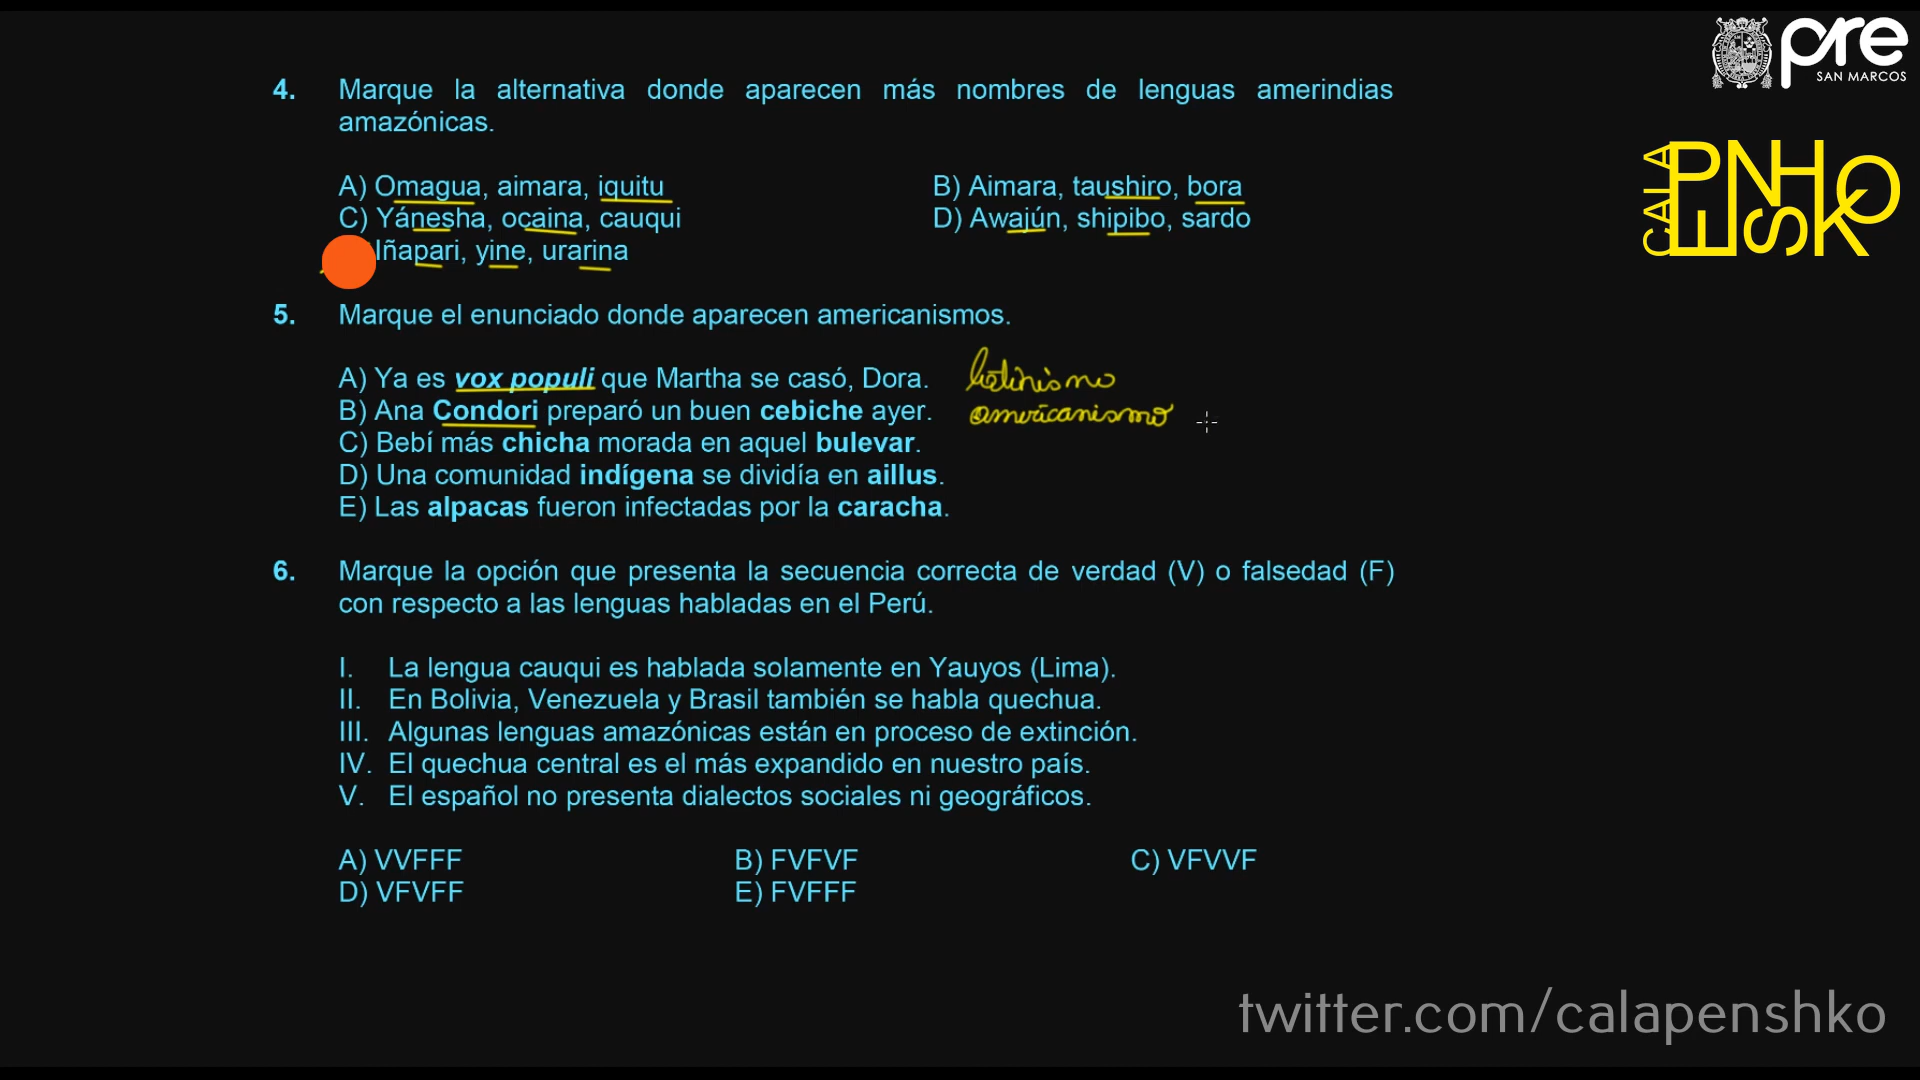 pre
SAN MARCOS
CALA
PENSHKO
4. Marque la alternativa donde aparecen más nombres de lenguas amerindias
amazónicas.
A) Omagua, aimara, iquitu
B) Aimara, taushiro, bora
C) Yánesha, ocaina, cauqui
D) Awajún, shipibo, sardo
Iñapari, yine, urarina
5. Marque el enunciado donde aparecen americanismos.
A) Ya es vox populi que Martha se casó, Dora. latinismo
B) Ana Condori preparó un buen cebiche ayer. americanismo
C) Bebí más chicha morada en aquel bulevar.
D) Una comunidad indígena se dividía en aillus.
E) Las alpacas fueron infectadas por la caracha.
6. Marque la opción que presenta la secuencia correcta de verdad (V) o falsedad (F)
con respecto a las lenguas habladas en el Perú.
I. La lengua cauqui es hablada solamente en Yauyos (Lima).
II. En Bolivia, Venezuela y Brasil también se habla quechua.
III. Algunas lenguas amazónicas están en proceso de extinción.
IV. El quechua central es el más expandido en nuestro país.
V. El español no presenta dialectos sociales ni geográficos.
A) VVFFF B) FVFVF C) VFVVF
D) VFVFF E) FVFFF
twitter.com/calapenshko